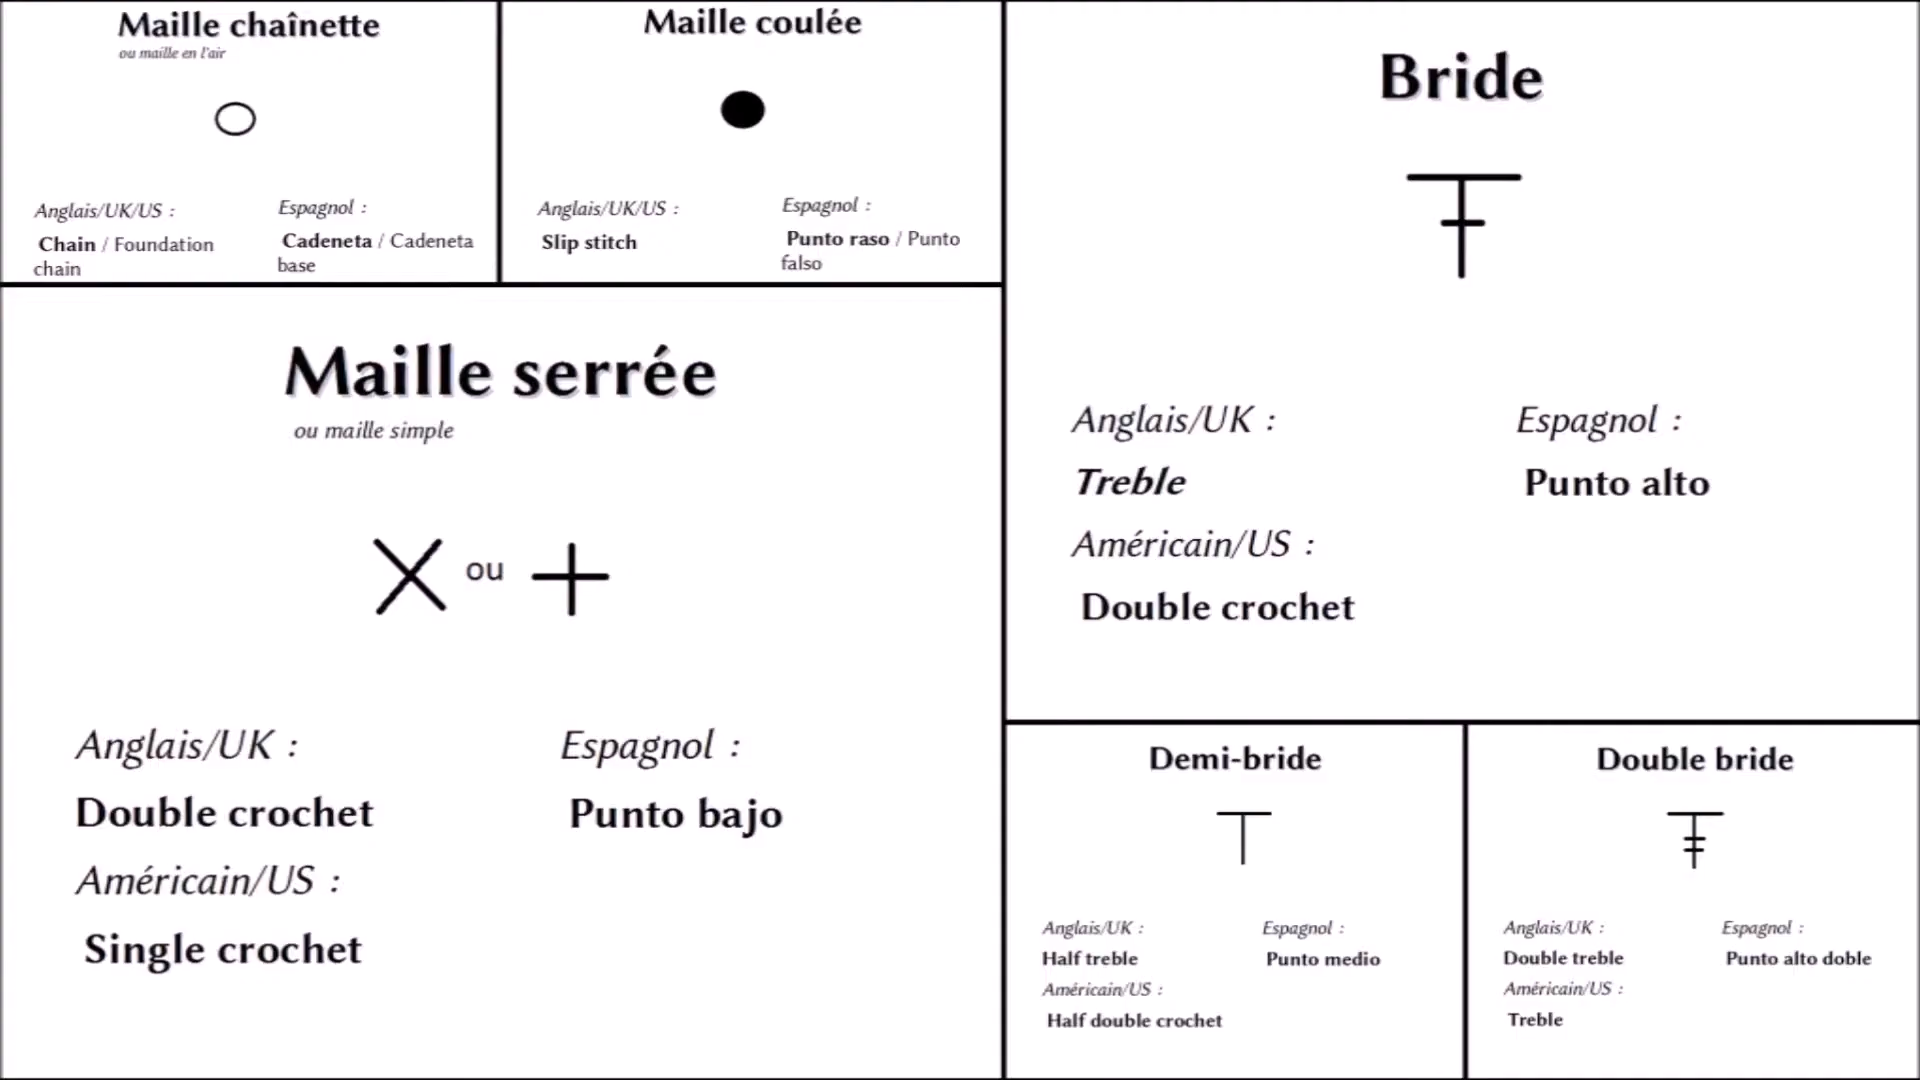 Maille chaînette
ou maille en l'air
Anglais/UK/US :
Chain / Foundation
chain
Espagnol :
Cadeneta / Cadeneta
base
Maille coulée
Anglais/UK/US :
Slip stitch
Espagnol :
Punto raso / Punto
falso
Maille serrée
ou maille simple
ou
Anglais/UK :
Double crochet
Américain/US :
Single crochet
Espagnol :
Punto bajo
Bride
Anglais/UK :
Treble
Américain/US :
Double crochet
Espagnol :
Punto alto
Demi-bride
Anglais/UK :
Half treble
Américain/US :
Half double crochet
Espagnol :
Punto medio
Double bride
Anglais/UK :
Double treble
Américain/US :
Treble
Espagnol :
Punto alto doble